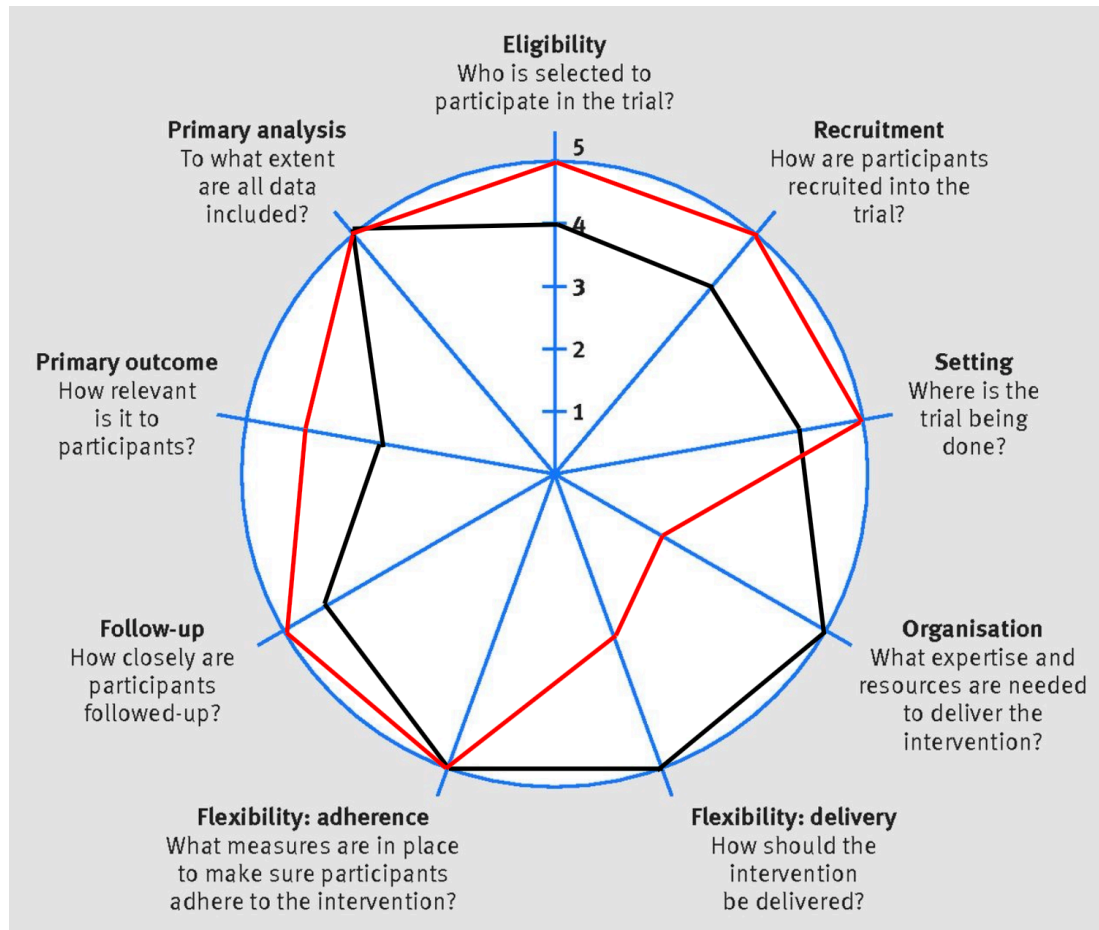 Eligibility
Who is selected to
participate in the trial?
Primary analysis
To what extent
are all data
included?
Recruitment
How are participants
recruited into the
trial?
5
4
3
2
1
Primary outcome
How relevant
is it to
participants?
Setting
Where is the
trial being
done?
Follow-up
How closely are
participants
followed-up?
Organisation
What expertise and
resources are needed
to deliver the
intervention?
Flexibility: adherence
What measures are in place
to make sure participants
adhere to the intervention?
Flexibility: delivery
How should the
intervention
be delivered?